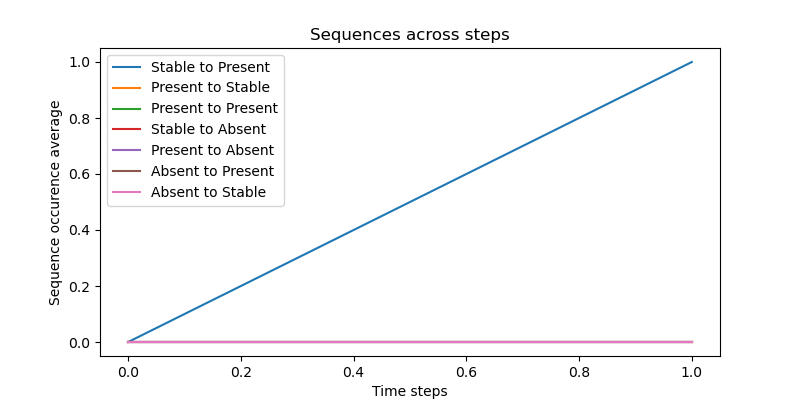 Sequences across steps
Sequence occurence average
1.0
0.8
0.6
0.4
0.2
0.0
Stable to Present
Present to Stable
Present to Present
Stable to Absent
Present to Absent
Absent to Present
Absent to Stable
0.0 0.2 0.4 0.6 0.8 1.0
Time steps